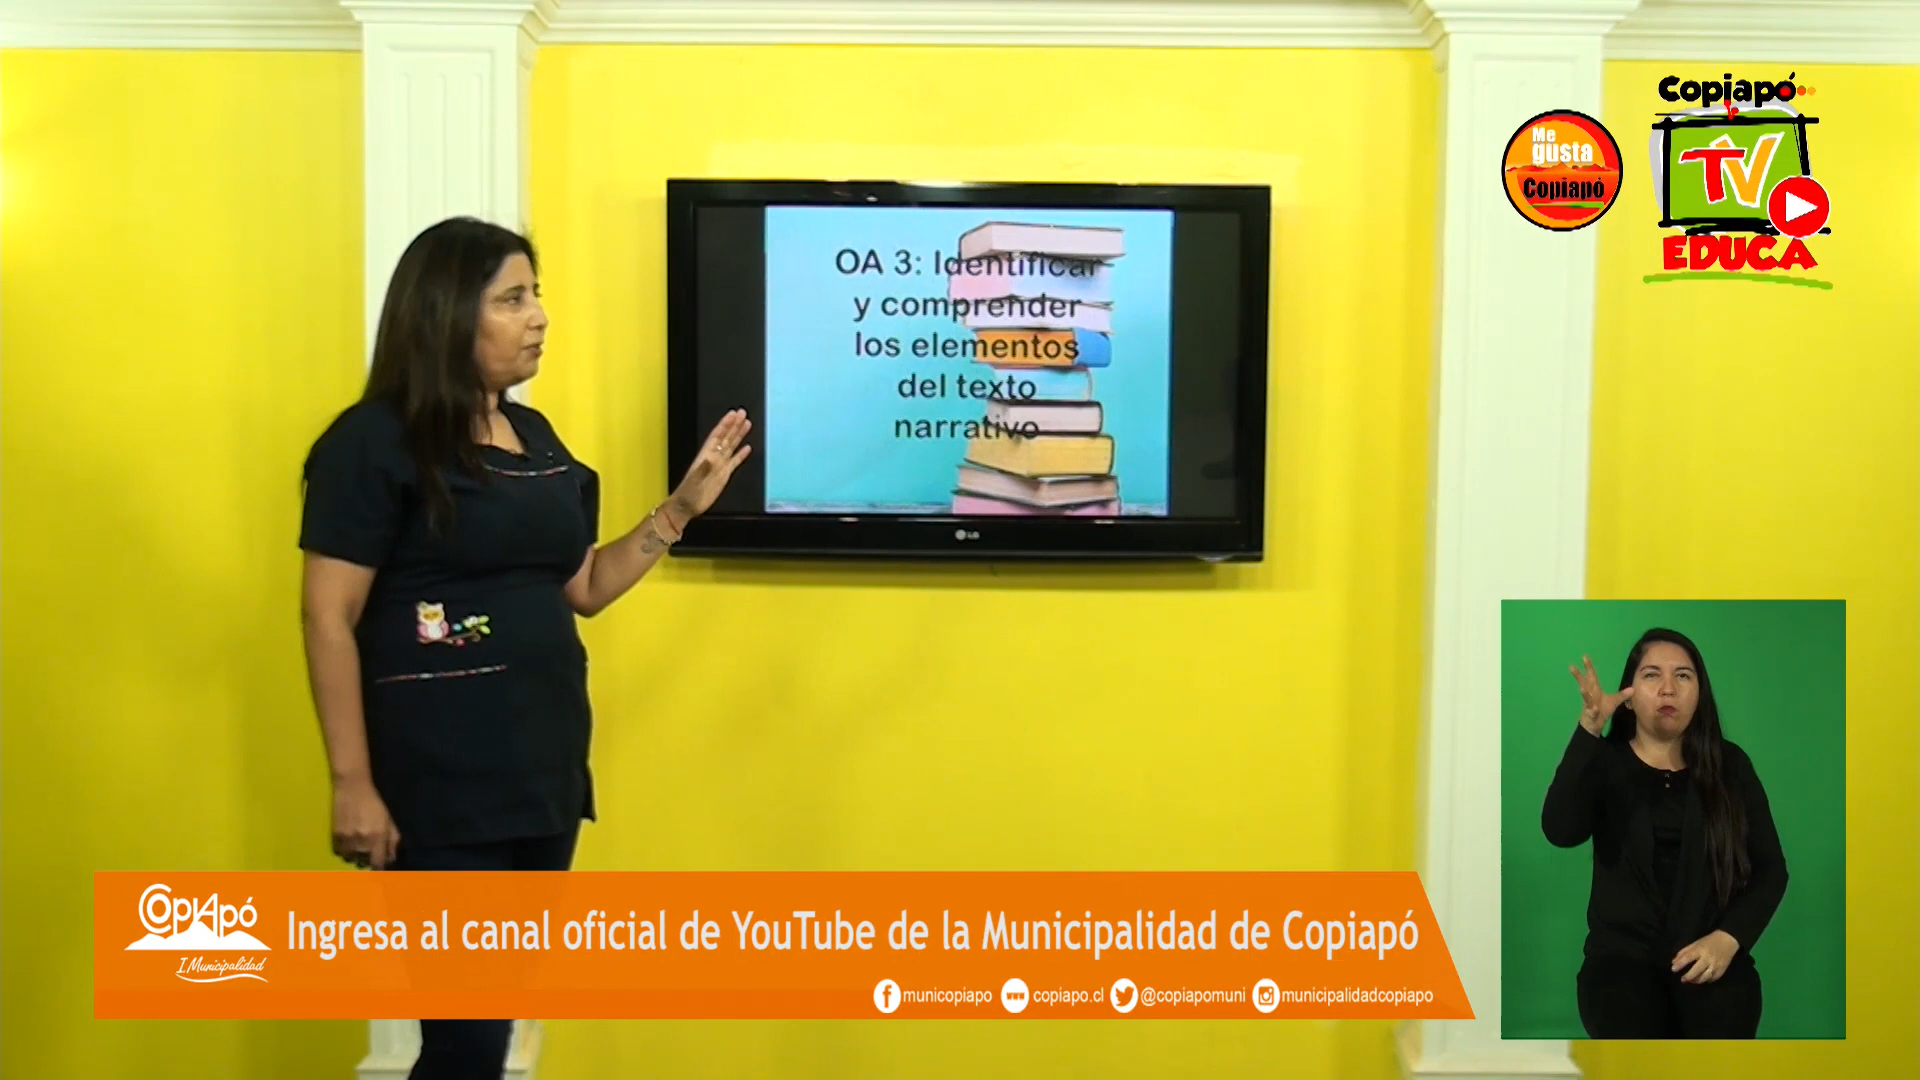 Copiapó
Me
gusta
Copiapó
TV
EDUCA
OA 3: Identificar
y comprender
los elementos
del texto
narrativo
LG
COPIAPÓ
I. Municipalidad
Ingresa al canal oficial de YouTube de la Municipalidad de Copiapó
municopiapo www copiapo.cl @copiapomuni municipalidadcopiapo